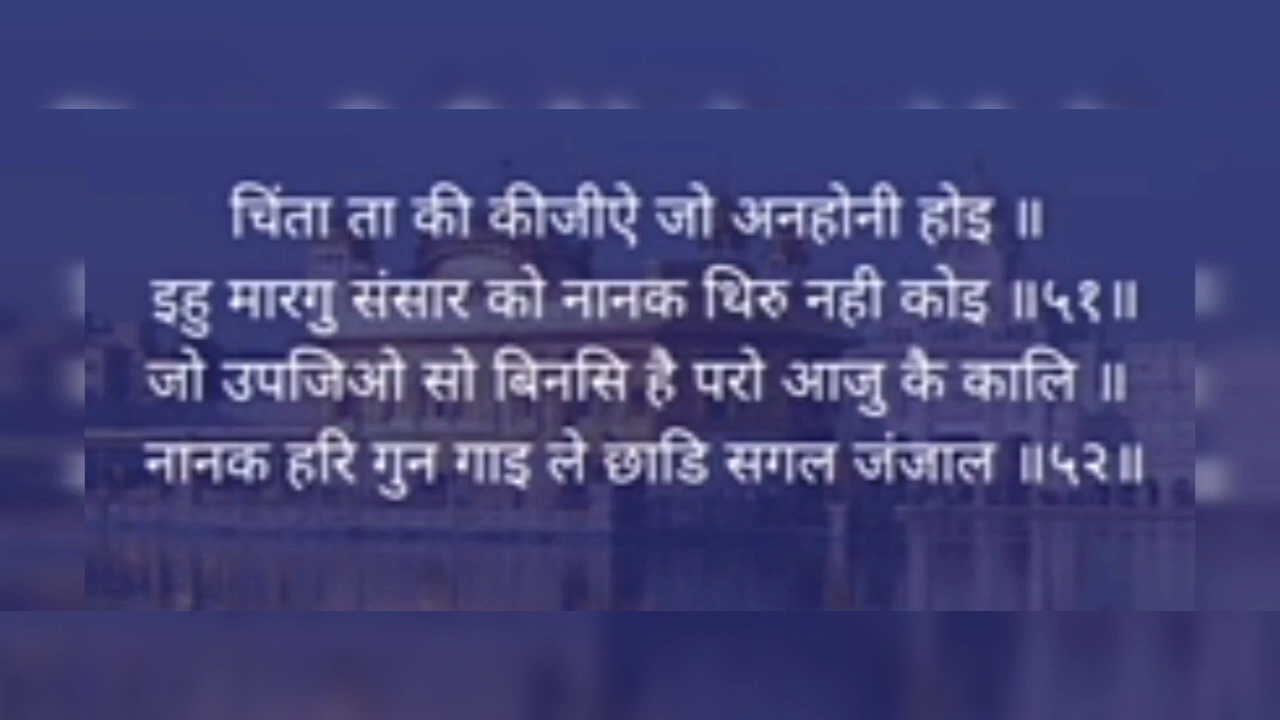 चिंता ता की कीजीऐ जो अनहोनी होइ ॥
इहु मारगु संसार को नानक थिरु नही कोइ ॥५१॥
जो उपजिओ सो बिनसि है परो आजु कै कालि ॥
नानक हरि गुन गाइ ले छाडि सगल जंजाल ॥५२॥